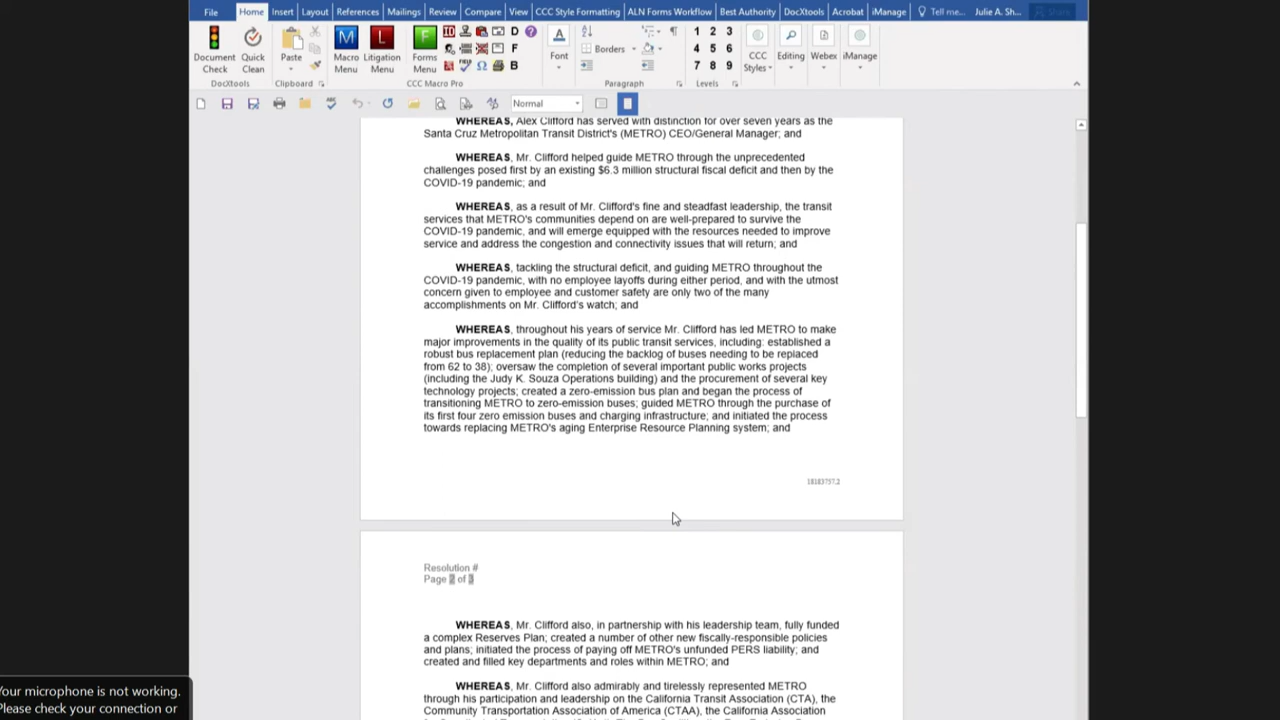 File Home Insert Layout References Mailings Review Compare View CCC Style Formatting ALN Forms Workflow Best Authority DocXtools Acrobat iManage Tell me... Julie A. Sh... Share
Document Check
Quick Clean
Paste
Macro Menu
Litigation Menu
Forms Menu
D
F
B
Font
Borders
1 2 3
4 5 6
7 8 9
CCC Styles
Editing
Webex
iManage
DocXtools Clipboard CCC Macro Pro Paragraph Levels
Normal
WHEREAS, Alex Clifford has served with distinction for over seven years as the
Santa Cruz Metropolitan Transit District's (METRO) CEO/General Manager; and
WHEREAS, Mr. Clifford helped guide METRO through the unprecedented
challenges posed first by an existing $6.3 million structural fiscal deficit and then by the
COVID-19 pandemic; and
WHEREAS, as a result of Mr. Clifford's fine and steadfast leadership, the transit
services that METRO's communities depend on are well-prepared to survive the
COVID-19 pandemic, and will emerge equipped with the resources needed to improve
service and address the congestion and connectivity issues that will return; and
WHEREAS, tackling the structural deficit, and guiding METRO throughout the
COVID-19 pandemic, with no employee layoffs during either period, and with the utmost
concern given to employee and customer safety are only two of the many
accomplishments on Mr. Clifford's watch; and
WHEREAS, throughout his years of service Mr. Clifford has led METRO to make
major improvements in the quality of its public transit services, including: established a
robust bus replacement plan (reducing the backlog of buses needing to be replaced
from 62 to 38); oversaw the completion of several important public works projects
(including the Judy K. Souza Operations building) and the procurement of several key
technology projects; created a zero-emission bus plan and began the process of
transitioning METRO to zero-emission buses; guided METRO through the purchase of
its first four zero emission buses and charging infrastructure; and initiated the process
towards replacing METRO's aging Enterprise Resource Planning system; and
18183757.2
Resolution #
Page 2 of 3
WHEREAS, Mr. Clifford also, in partnership with his leadership team, fully funded
a complex Reserves Plan; created a number of other new fiscally-responsible policies
and plans; initiated the process of paying off METRO's unfunded PERS liability; and
created and filled key departments and roles within METRO; and
WHEREAS, Mr. Clifford also admirably and tirelessly represented METRO
through his participation and leadership on the California Transit Association (CTA), the
Community Transportation Association of America (CTAA), the California Association
Your microphone is not working.
Please check your connection or